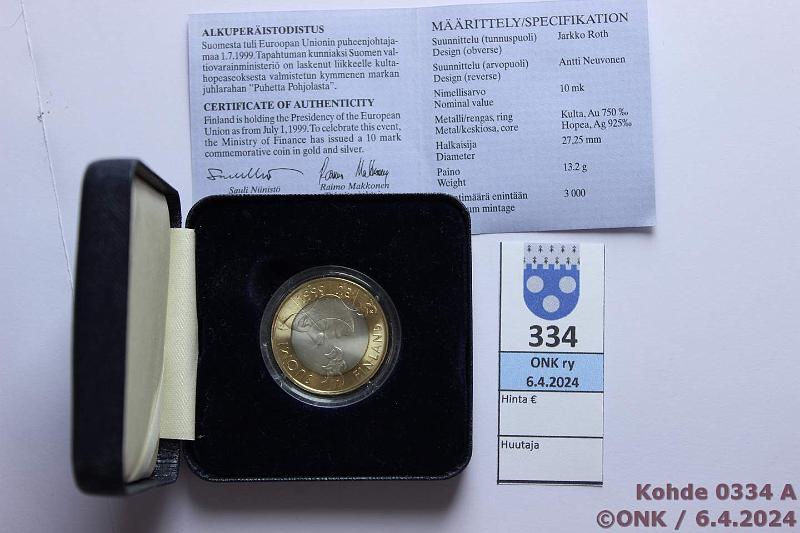 ALKUPERÄISTODISTUS
Suomesta tuli Euroopan Unionin puheenjohtaja-
maa 1.7.1999. Tapahtuman kunniaksi Suomen val-
tiovarainministeriö on laskenut liikkeelle kulta-
hopeaseoksesta valmistetun kymmenen markan
juhlarahan "Puhetta Pohjolasta".
CERTIFICATE OF AUTHENTICITY
Finland is holding the Presidency of the European
Union as from July 1, 1999. To celebrate this event,
the Ministry of Finance has issued a 10 mark
commemorative coin in gold and silver.
Sauli Niinistö
Raimo Makkonen
MÄÄRITTELY/SPECIFIKATION
Suunnittelu (tunnuspuoli) Jarkko Roth
Design (obverse)
Suunnittelu (arvopuoli) Antti Neuvonen
Design (reverse)
Nimellisarvo 10 mk
Nominal value
Metalli/rengas, ring Kulta, Au 750 ‰
Metal/keskiosa, core Hopea, Ag 925‰
Halkaisija 27,25 mm
Diameter
Paino 13.2 g
Weight
enintään 3 000
mintage
1999
SUOMI FINLAND
334
ONK ry
6.4.2024
Hinta €
Huutaja
Kohde 0334 A
©ONK / 6.4.2024